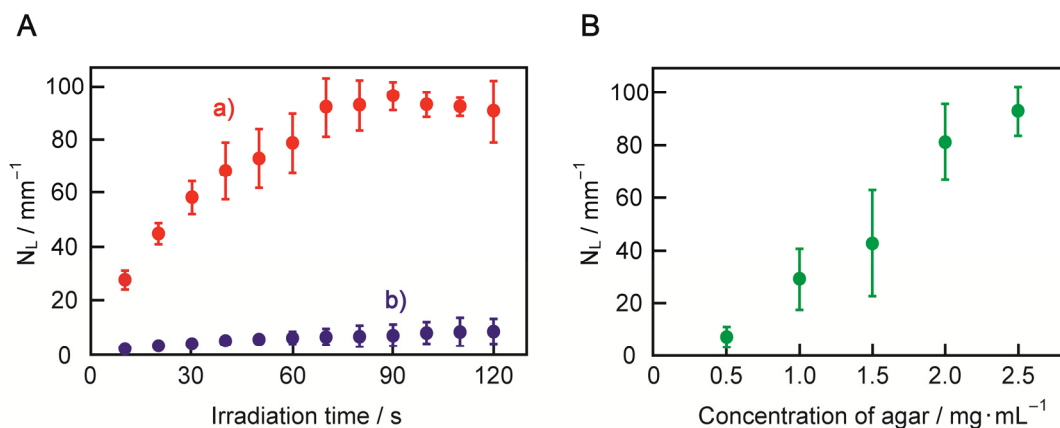 A
N_L / mm⁻¹
100
80
60
40
20
0
a)
b)
0 30 60 90 120
Irradiation time / s
B
N_L / mm⁻¹
100
80
60
40
20
0
0 0.5 1.0 1.5 2.0 2.5
Concentration of agar / mg·mL⁻¹